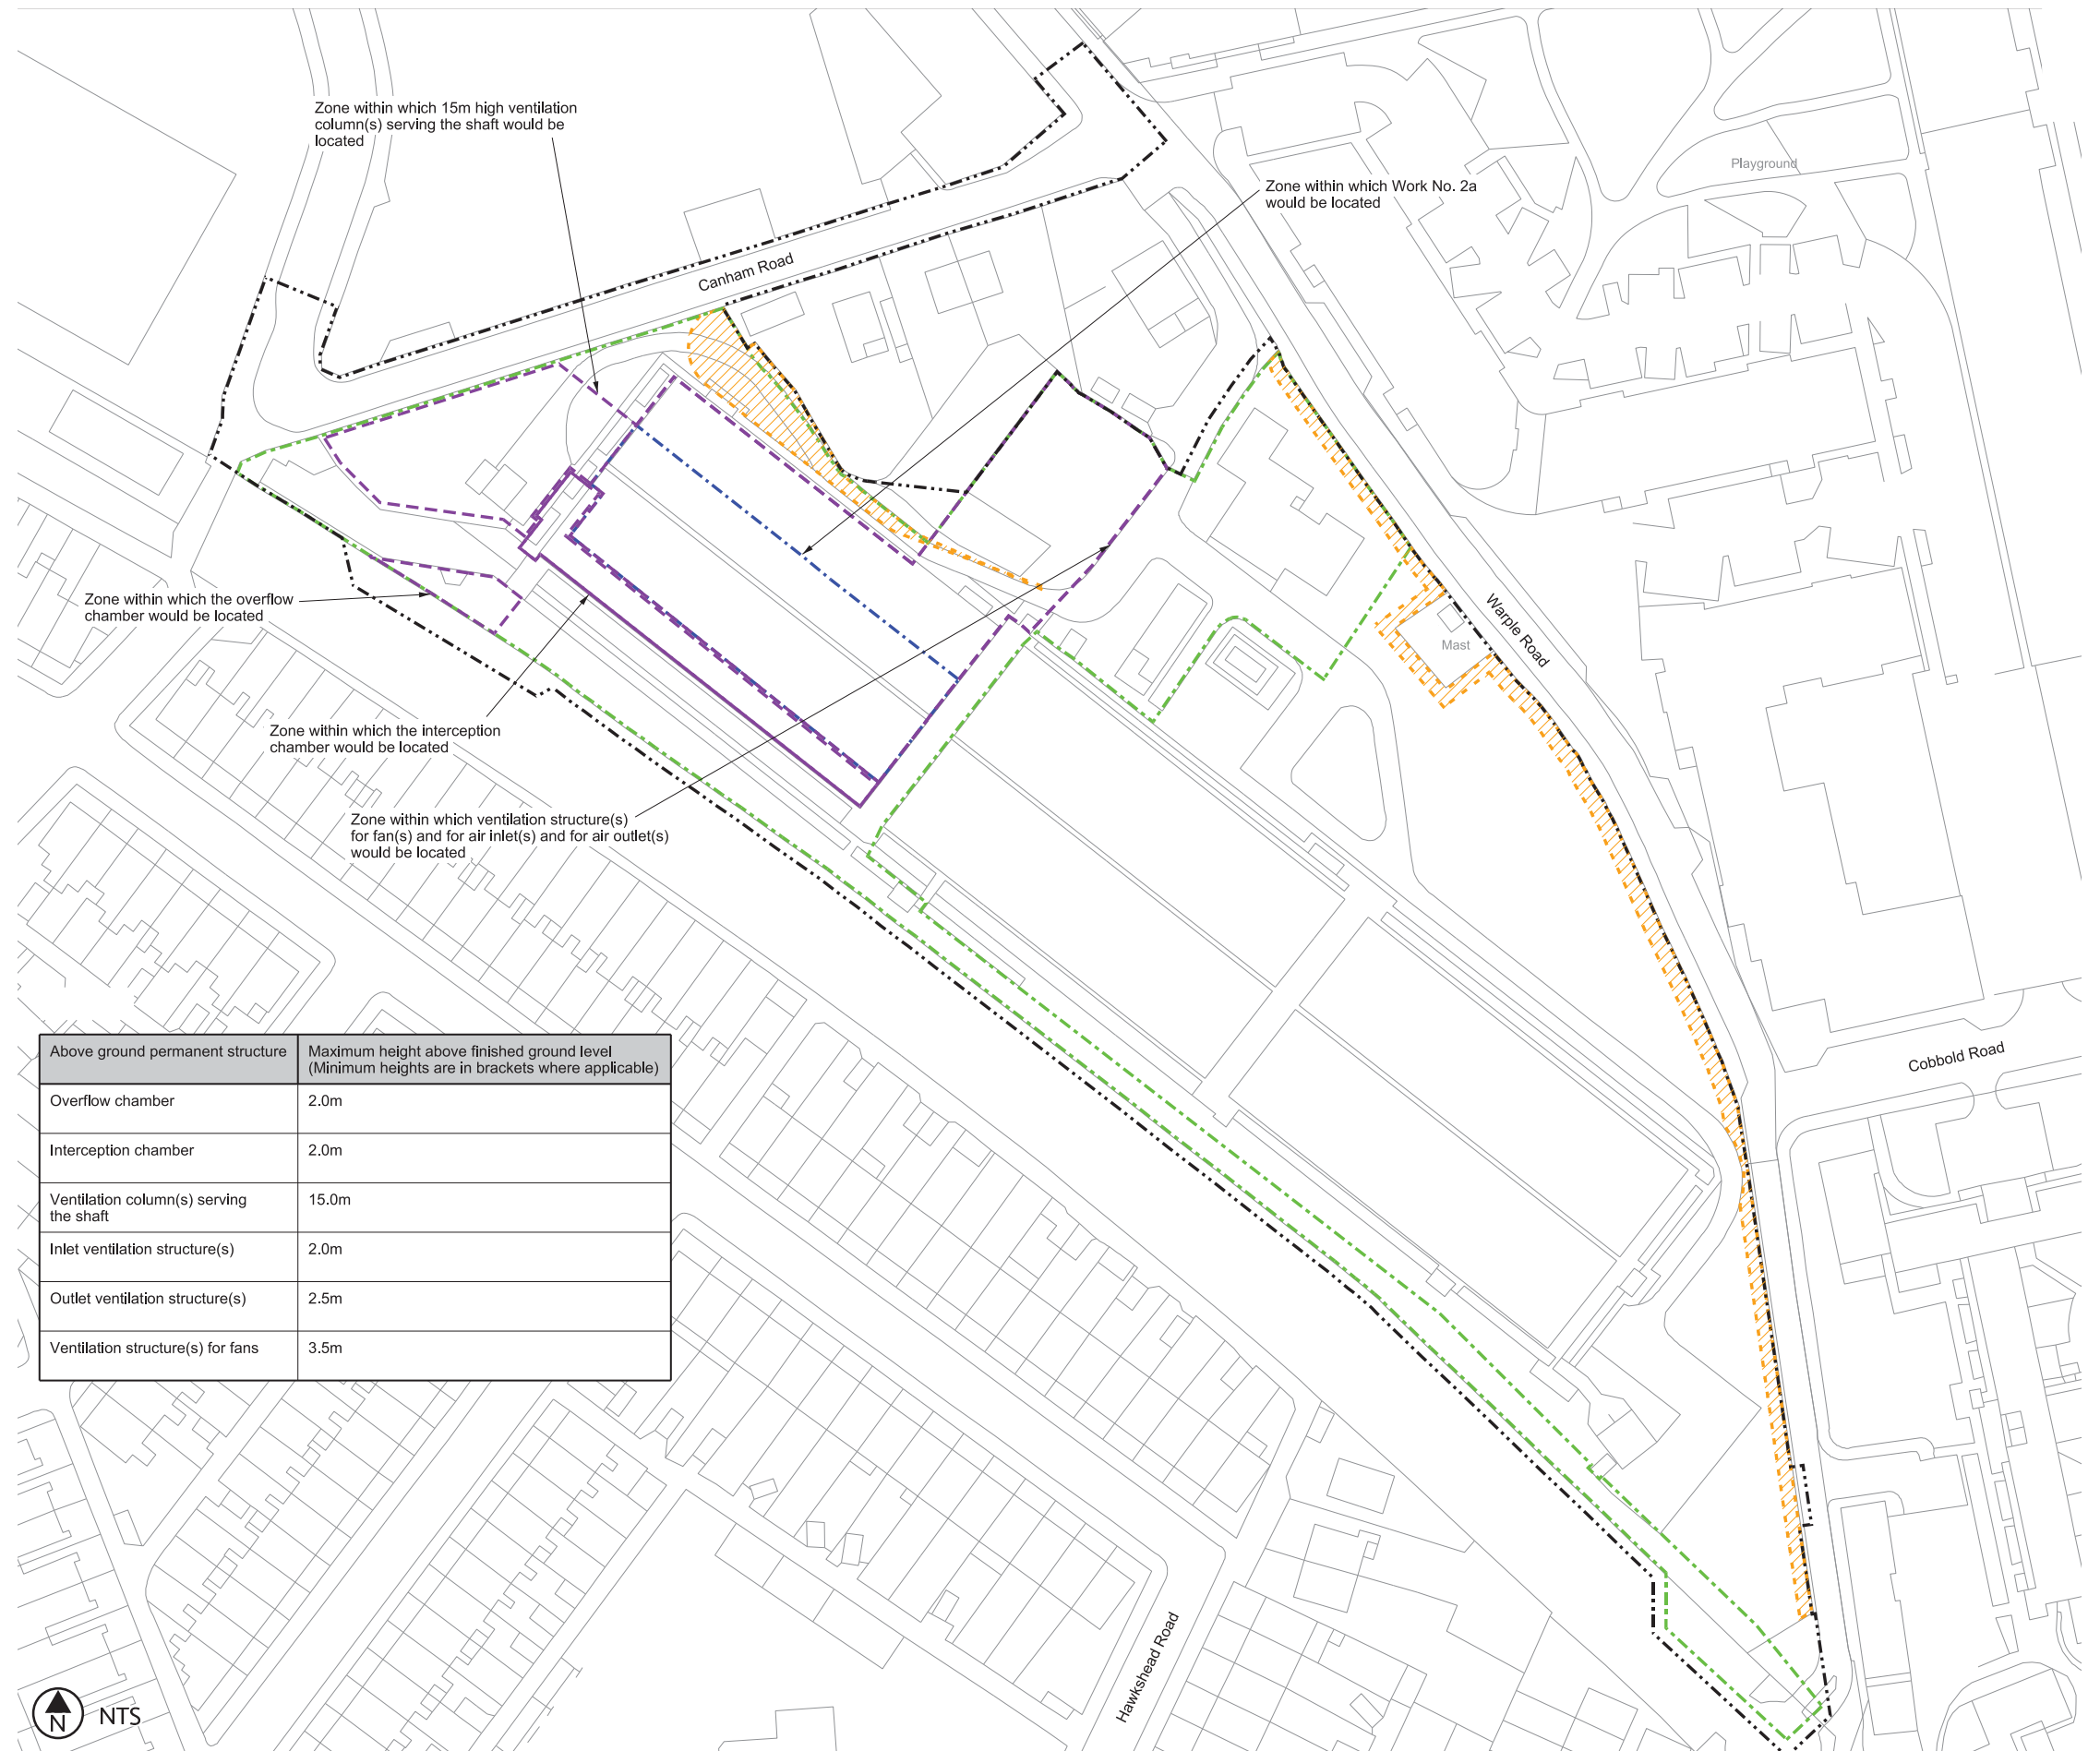 Zone within which 15m high ventilation
column(s) serving the shaft would be
located
Playground
Zone within which Work No. 2a
would be located
Canham Road
Zone within which the overflow
chamber would be located
Warple Road
Mast
Zone within which the interception
chamber would be located
Zone within which ventilation structure(s)
for fan(s) and for air inlet(s) and for air outlet(s)
would be located
Cobbold Road
Above ground permanent structure
Maximum height above finished ground level
(Minimum heights are in brackets where applicable)
Overflow chamber
2.0m
Interception chamber
2.0m
Ventilation column(s) serving
the shaft
15.0m
Inlet ventilation structure(s)
2.0m
Outlet ventilation structure(s)
2.5m
Ventilation structure(s) for fans
3.5m
Hawkshead Road
N
NTS